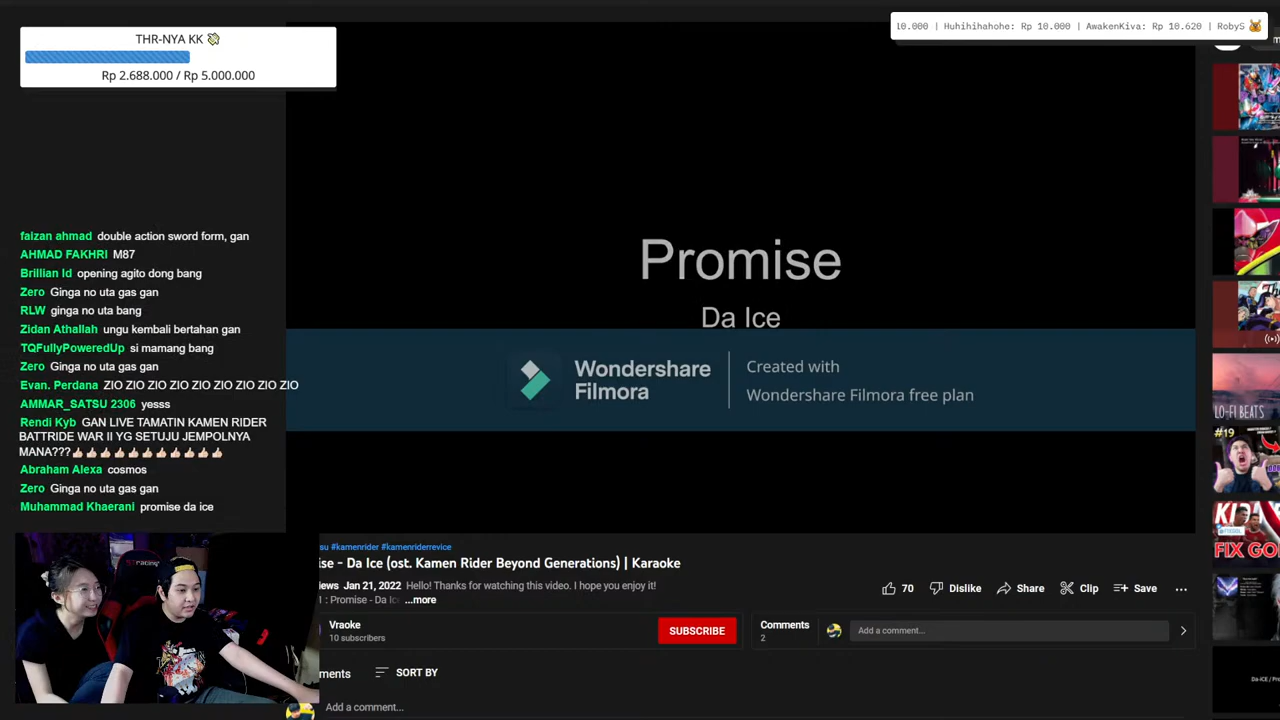 THR-NYA KK
Rp 2.688.000 / Rp 5.000.000
10.000 | Huhihihahohe: Rp 10.000 | AwakenKiva: Rp 10.620 | RobyS
faizan ahmad double action sword form, gan
AHMAD FAKHRI M87
Brillian Id opening agito dong bang
Zero Ginga no uta gas gan
RLW ginga no uta bang
Zidan Athallah ungu kembali bertahan gan
TQFullyPoweredUp si mamang bang
Zero Ginga no uta gas gan
Evan. Perdana ZIO ZIO ZIO ZIO ZIO ZIO ZIO ZIO ZIO
AMMAR_SATSU 2306 yesss
Rendi Kyb GAN LIVE TAMATIN KAMEN RIDER
BATTRIDE WAR II YG SETUJU JEMPOLNYA
MANA???👍🏻👍🏻👍🏻👍🏻👍🏻👍🏻👍🏻👍🏻👍🏻👍🏻👍🏻
Abraham Alexa cosmos
Zero Ginga no uta gas gan
Muhammad Khaerani promise da ice
Promise
Da Ice
Wondershare
Filmora
Created with
Wondershare Filmora free plan
LO-FI BEATS
#19
FIX GO
su #kamenrider #kamenriderrevice
ise - Da Ice (ost. Kamen Rider Beyond Generations) | Karaoke
iews Jan 21, 2022 Hello! Thanks for watching this video. I hope you enjoy it!
1 : Promise - Da Ice ...more
70
Dislike
Share
Clip
Save
Vraoke
10 subscribers
SUBSCRIBE
Comments
2
Add a comment...
mments
SORT BY
Add a comment...